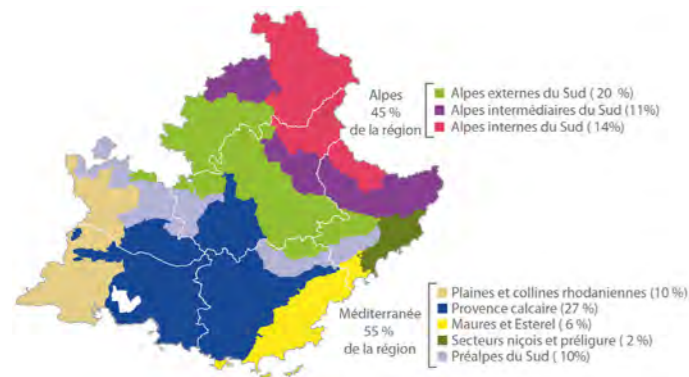 Alpes
45 %
de la région
Alpes externes du Sud ( 20 %)
Alpes intermédiaires du Sud (11%)
Alpes internes du Sud ( 14%)
Méditerranée
55 %
de la région
Plaines et collines rhodaniennes (10 %)
Provence calcaire (27 %)
Maures et Esterel ( 6 %)
Secteurs niçois et préligure ( 2 %)
Préalpes du Sud ( 10%)